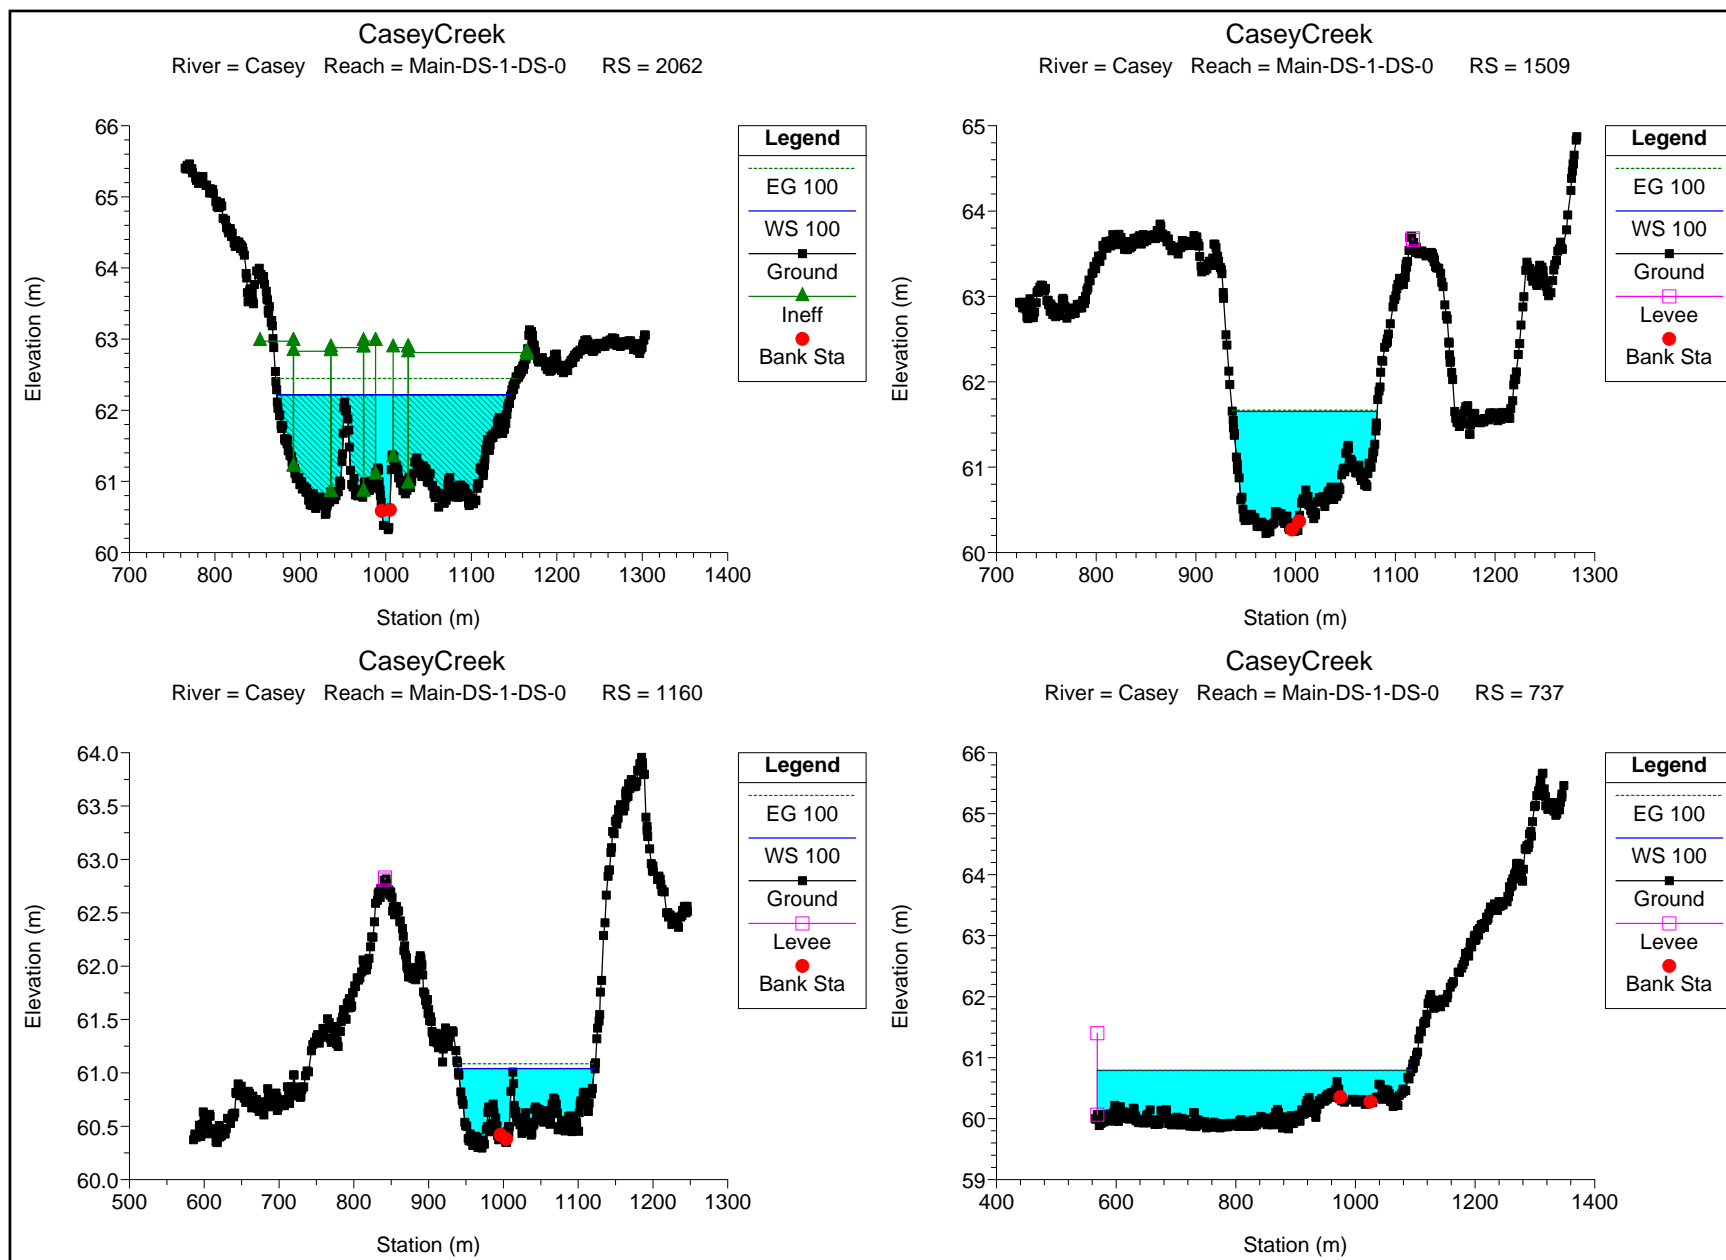 CaseyCreek
River = Casey Reach = Main-DS-1-DS-0 RS = 2062
66
65
64
63
62
61
60
700 800 900 1000 1100 1200 1300 1400
Elevation (m)
Station (m)
Legend
EG 100
WS 100
Ground
Ineff
Bank Sta
CaseyCreek
River = Casey Reach = Main-DS-1-DS-0 RS = 1509
65
64
63
62
61
60
700 800 900 1000 1100 1200 1300
Elevation (m)
Station (m)
Legend
EG 100
WS 100
Ground
Levee
Bank Sta
CaseyCreek
River = Casey Reach = Main-DS-1-DS-0 RS = 1160
64.0
63.5
63.0
62.5
62.0
61.5
61.0
60.5
60.0
500 600 700 800 900 1000 1100 1200 1300
Elevation (m)
Station (m)
Legend
EG 100
WS 100
Ground
Levee
Bank Sta
CaseyCreek
River = Casey Reach = Main-DS-1-DS-0 RS = 737
66
65
64
63
62
61
60
59
400 600 800 1000 1200 1400
Elevation (m)
Station (m)
Legend
EG 100
WS 100
Ground
Levee
Bank Sta